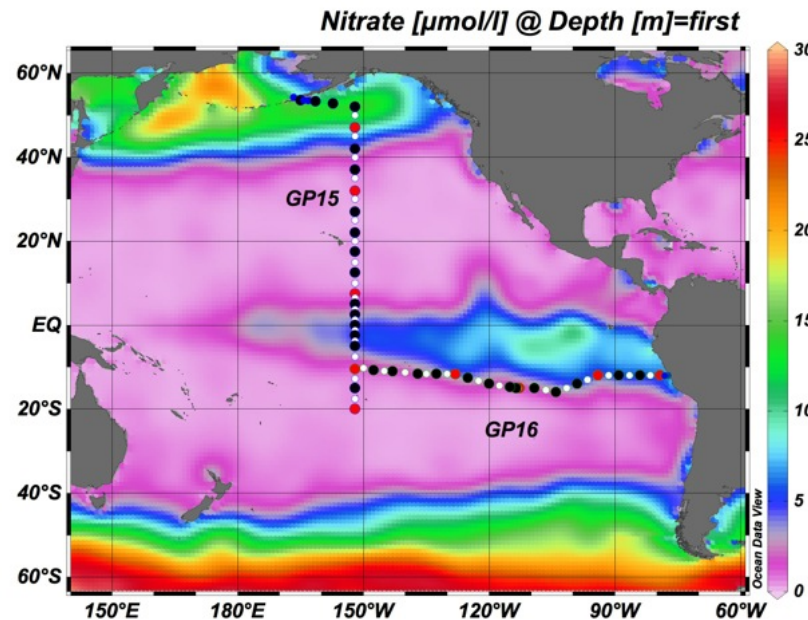 Nitrate [µmol/l] @ Depth [m]=first
60°N
40°N
20°N
EQ
20°S
40°S
60°S
GP15
GP16
150°E
180°E
150°W
120°W
90°W
60°W
30
25
20
15
10
5
0
Ocean Data View